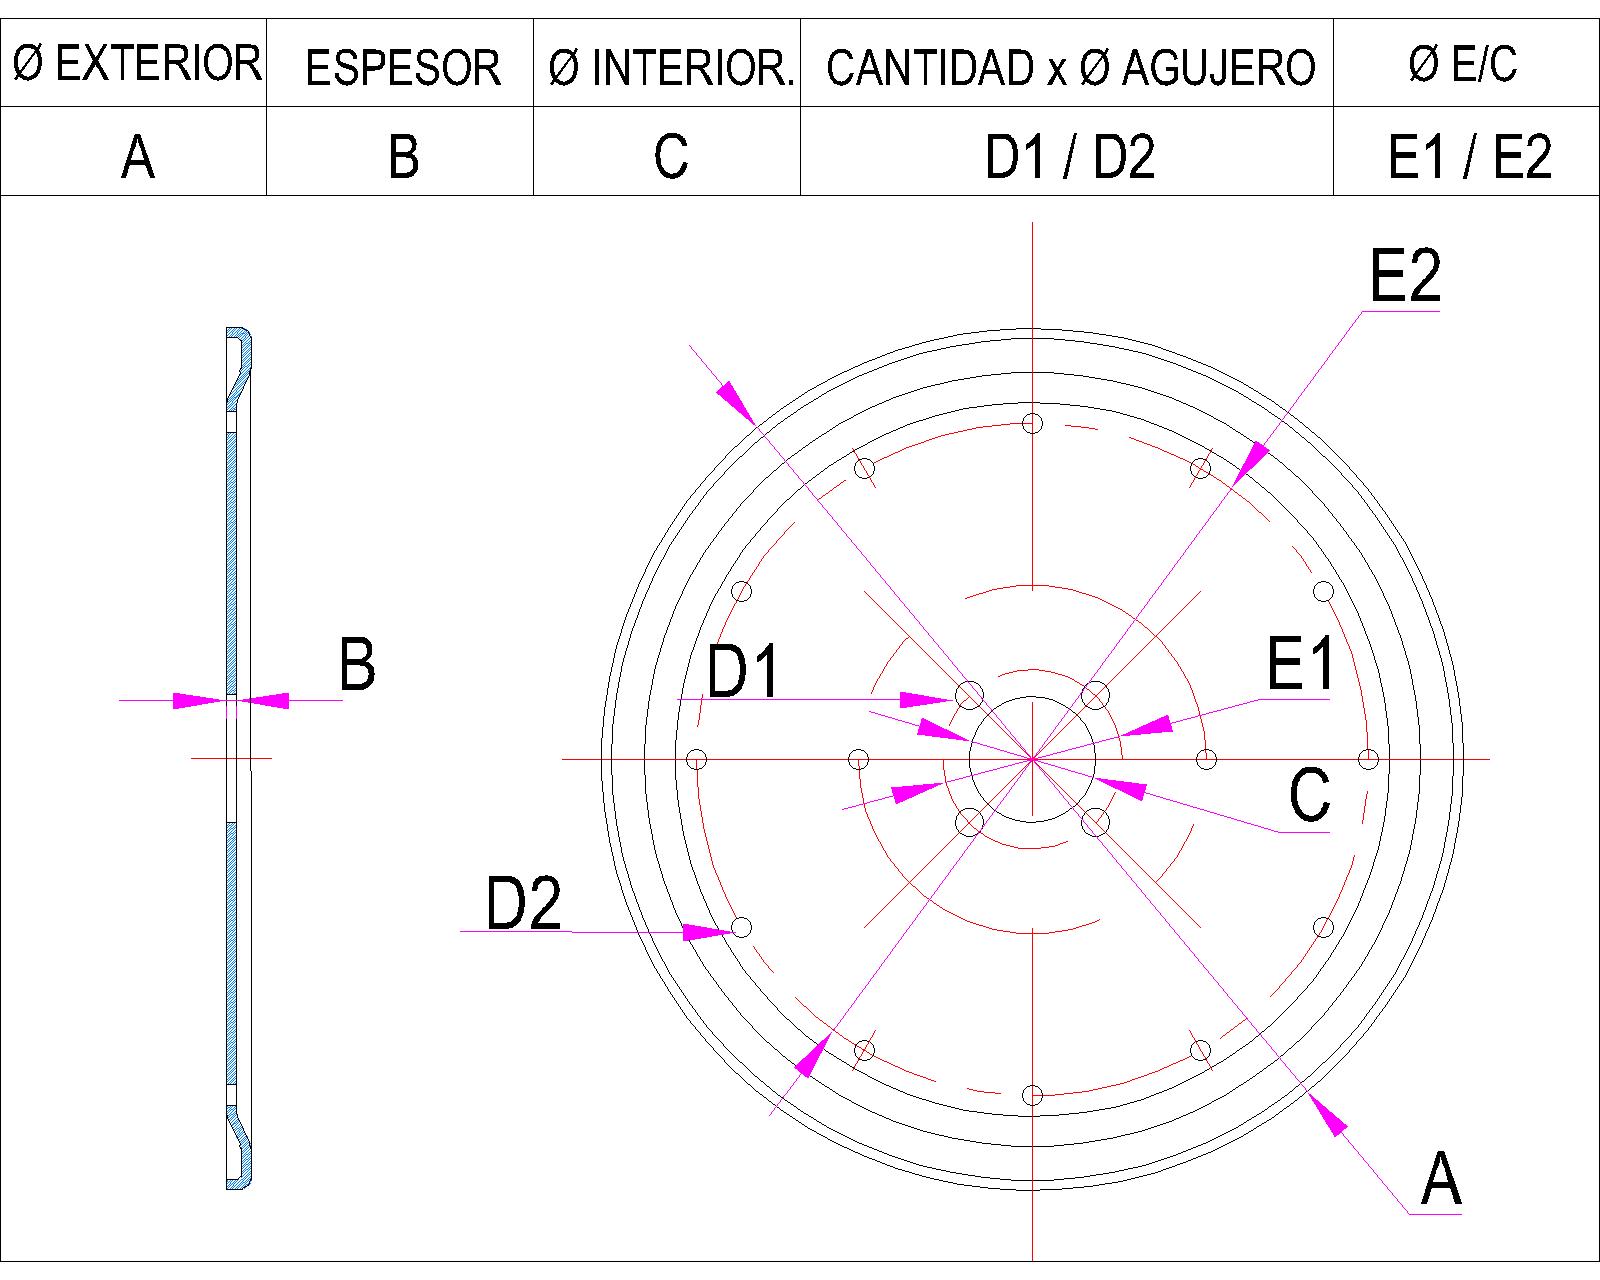 Ø EXTERIOR ESPESOR Ø INTERIOR. CANTIDAD x Ø AGUJERO Ø E/C
A B C D1 / D2 E1 / E2
E2
B
D1
E1
C
D2
A